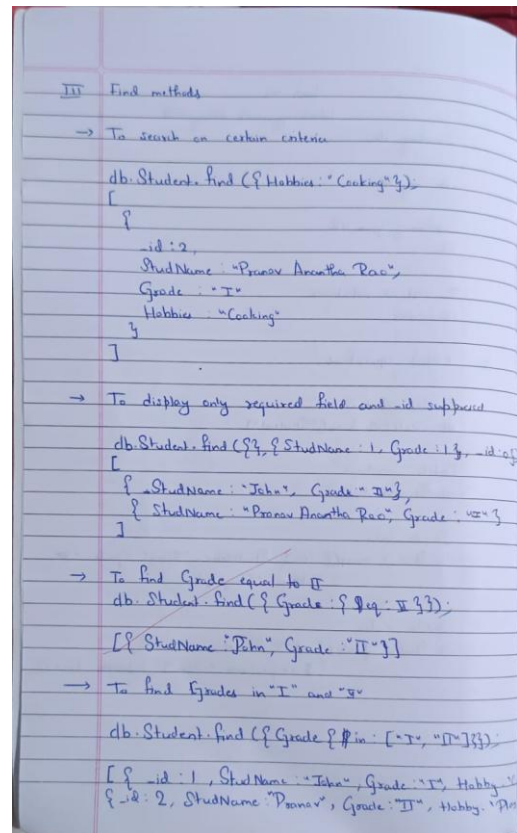 III Find methods
→ To search on certain criteria
db.Student.find({Hobbies: "Cooking"});
[
{
_id: 2,
StudName: "Pranav Anantha Rao",
Grade: "I"
Hobbies "Cooking"
}
]
→ To display only required field and _id
db.Student.find({}, {StudName: 1, Grade: 1}, _id: 0
[
{ _StudName: "John", Grade "II"},
{ StudName: "Pranav Anantha Rao", Grade: "I"}
]
→ To find Grade equal to II
db.Student.find({ Grade: { $eq: II }});
[{ StudName: "John", Grade: "II"}]
→ To find Grades in "I" and "II"
db.Student.find({ Grade { $in: ["I", "II"]}});
[{ _id: 1, StudName: "John", Grade: "I", Hobby.
{ _id: 2, StudName: "Pranav", Grade: "II", Hobby.